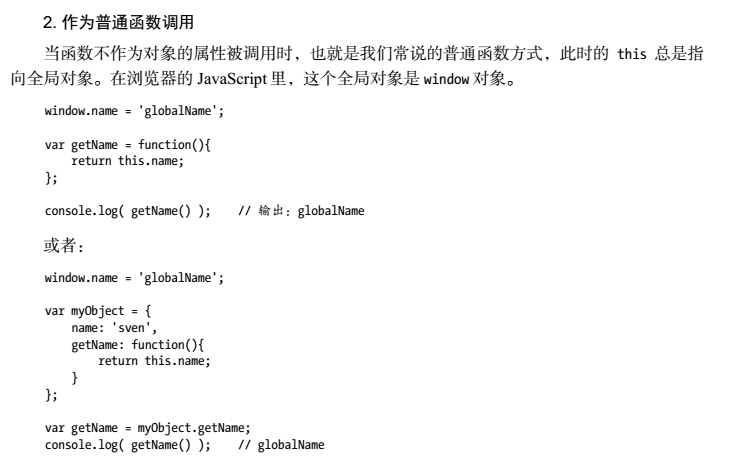 2. 作为普通函数调用
当函数不作为对象的属性被调用时，也就是我们常说的普通函数方式，此时的 this 总是指
向全局对象。在浏览器的 JavaScript 里，这个全局对象是 window 对象。
window.name = 'globalName';
var getName = function(){
    return this.name;
};
console.log( getName() );    // 输出：globalName
或者：
window.name = 'globalName';
var myObject = {
    name: 'sven',
    getName: function(){
        return this.name;
    }
};
var getName = myObject.getName;
console.log( getName() );    // globalName